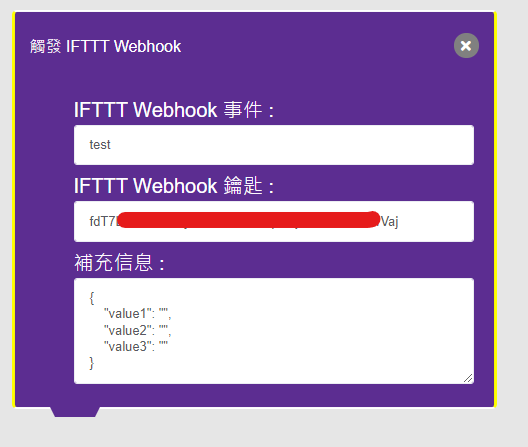 觸發 IFTTT Webhook
IFTTT Webhook 事件 :
test
IFTTT Webhook 鑰匙 :
fdT7 Vaj
補充信息 :
{
"value1": "",
"value2": "",
"value3": ""
}